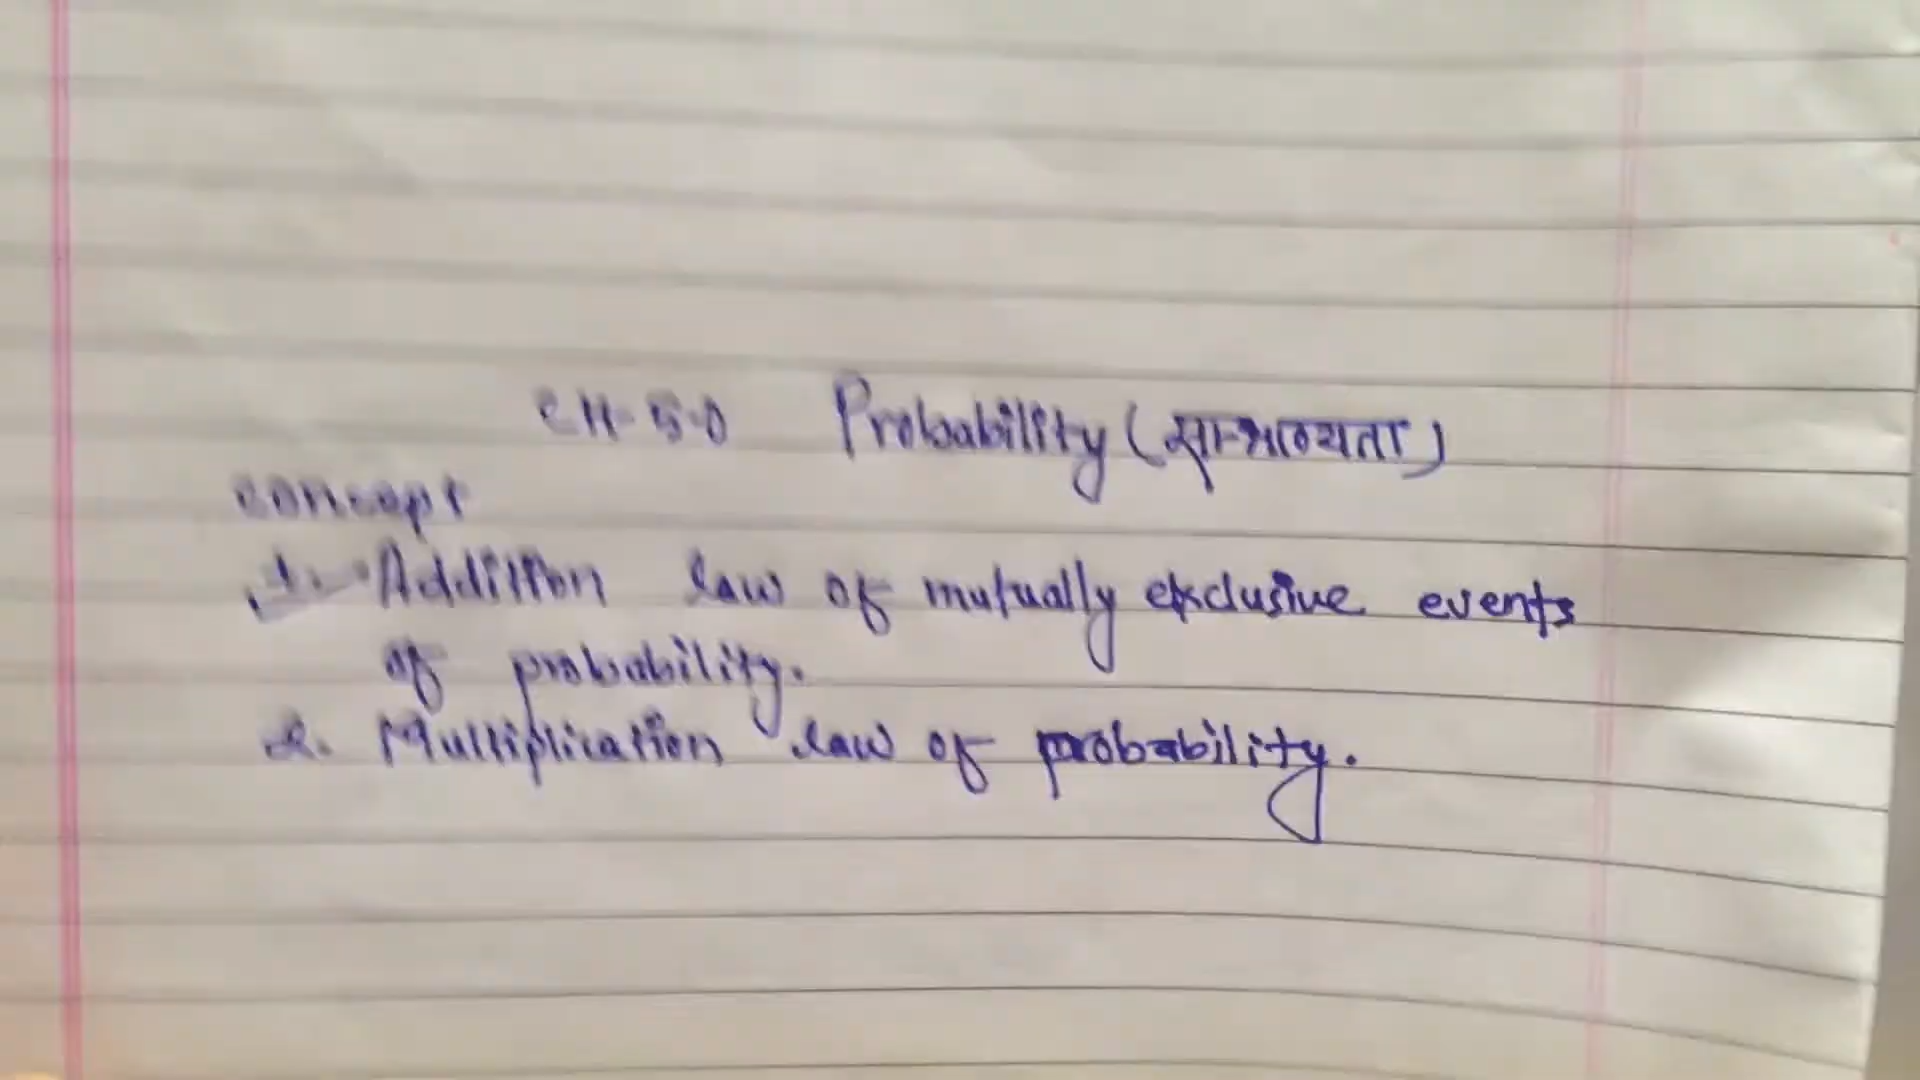 CH-5.0 Probability (साम्भाव्यता)
concept
1. Addition law of mutually exclusive events
of probability.
2. Multiplication law of probability.